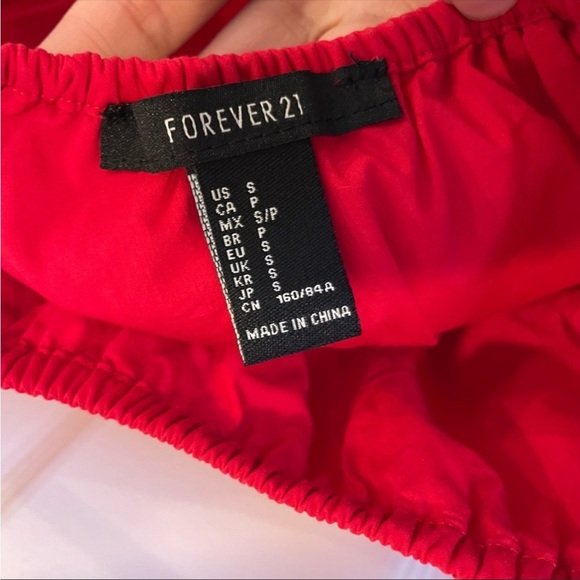 FOREVER 21
US S
CA P
MX S/P
BR P
EU S
UK S
KR S
JP S
CN 160/84A
MADE IN CHINA